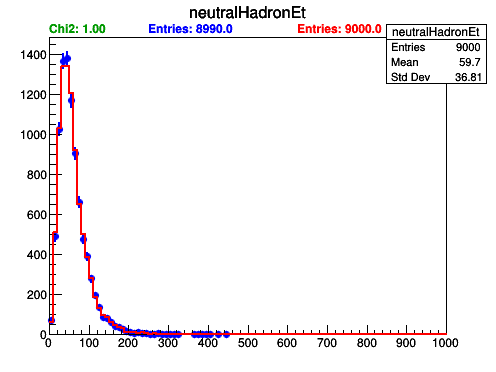 neutralHadronEt
Chi2: 1.00 Entries: 8990.0 Entries: 9000.0
neutralHadronEt
Entries 9000
Mean 59.7
Std Dev 36.81
1400
1200
1000
800
600
400
200
0
0 100 200 300 400 500 600 700 800 900 1000